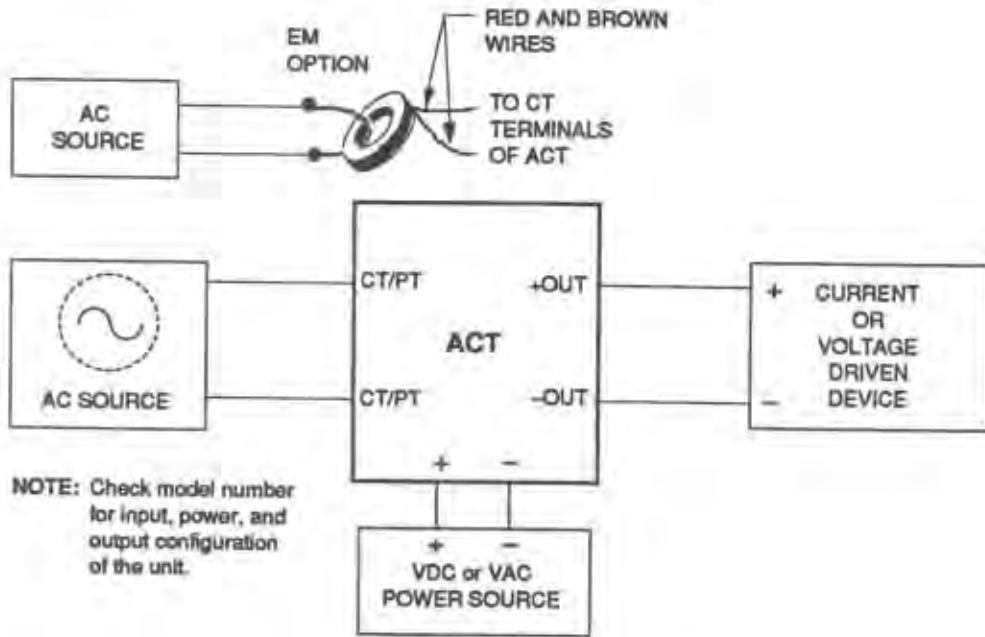 EM
OPTION
RED AND BROWN
WIRES
AC
SOURCE
TO CT
TERMINALS
OF ACT
AC SOURCE
CT/PT
CT/PT
ACT
+OUT
–OUT
+ –
+
CURRENT
OR
VOLTAGE
DRIVEN
DEVICE
–
NOTE: Check model number
for input, power, and
output configuration
of the unit.
+ –
VDC or VAC
POWER SOURCE